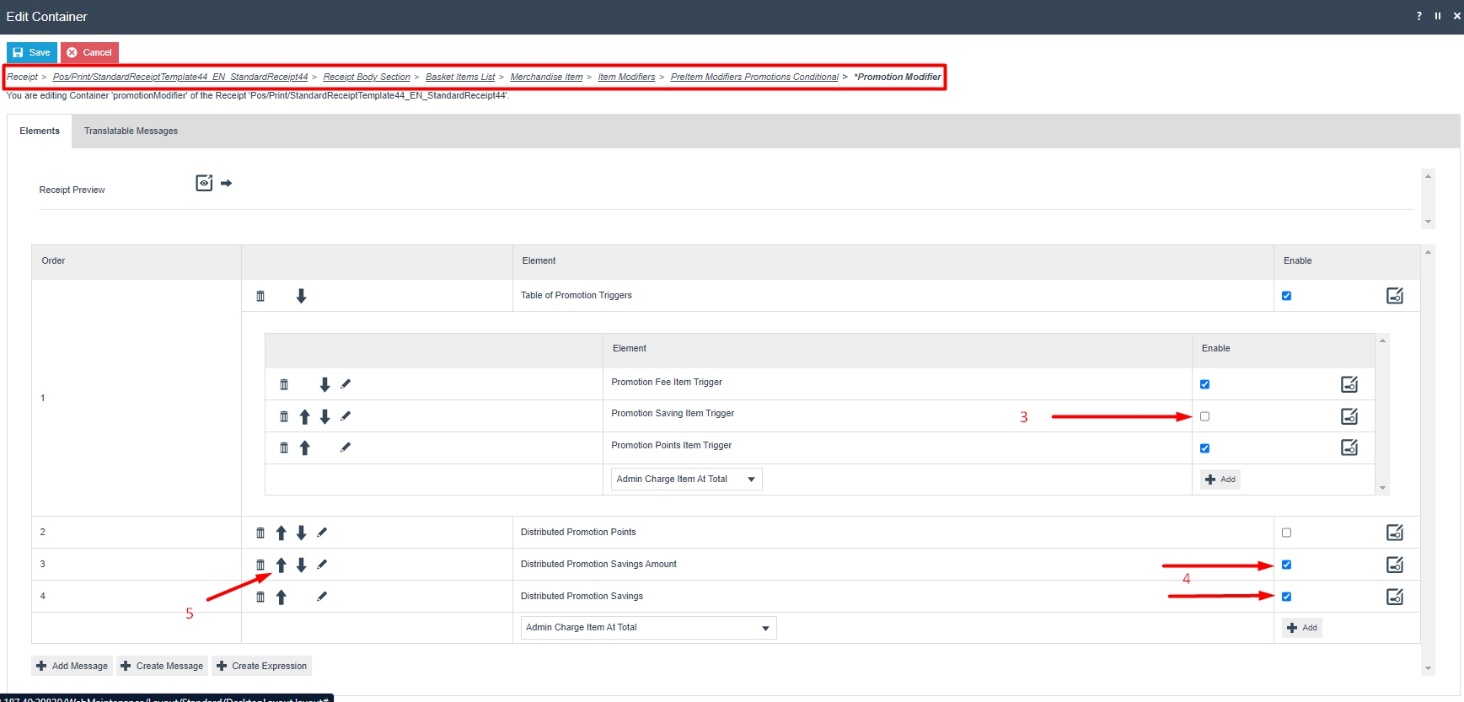 Edit Container
?
Save Cancel
Receipt > Pos/Print/StandardReceiptTemplate44_EN_StandardReceipt44 > Receipt Body Section > Basket Items List > Merchandise Item > Item Modifiers > PreItem Modifiers Promotions Conditional > *Promotion Modifier
You are editing Container 'promotionModifier' of the Receipt 'Pos/Print/StandardReceiptTemplate44_EN_StandardReceipt44'.
Elements Translatable Messages
Receipt Preview
Order Element Enable
Table of Promotion Triggers
Element Enable
Promotion Fee Item Trigger
1
Promotion Saving Item Trigger 3
Promotion Points Item Trigger
Admin Charge Item At Total Add
2 Distributed Promotion Points
3 Distributed Promotion Savings Amount
4
4 Distributed Promotion Savings
5
Admin Charge Item At Total Add
Add Message Create Message Create Expression